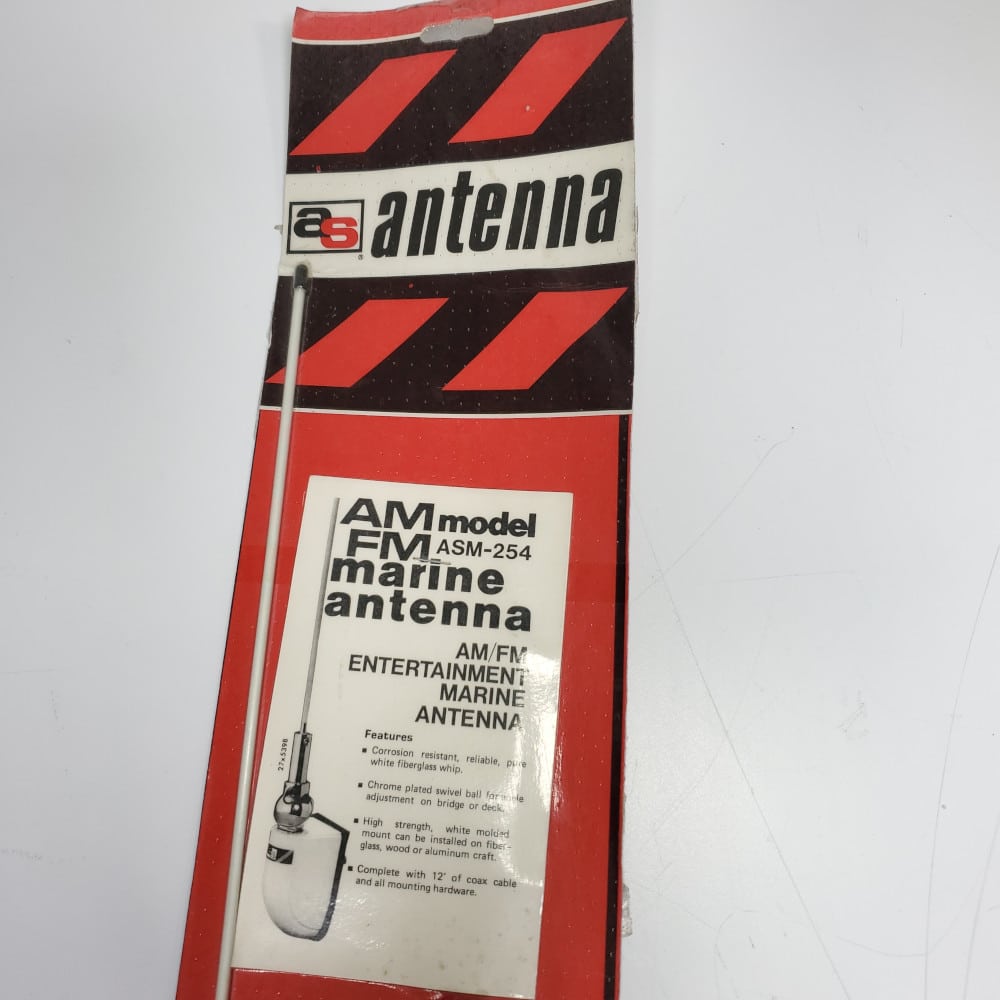 as antenna
®
AM model
FM ASM-254
marine
antenna
AM/FM
ENTERTAINMENT
MARINE
ANTENNA
27x5398
Features
▪ Corrosion resistant, reliable, pure
white fiberglass whip.
▪ Chrome plated swivel ball for angle
adjustment on bridge or deck.
▪ High strength, white molded
mount can be installed on fiber-
glass, wood or aluminum craft.
▪ Complete with 12' of coax cable
and all mounting hardware.